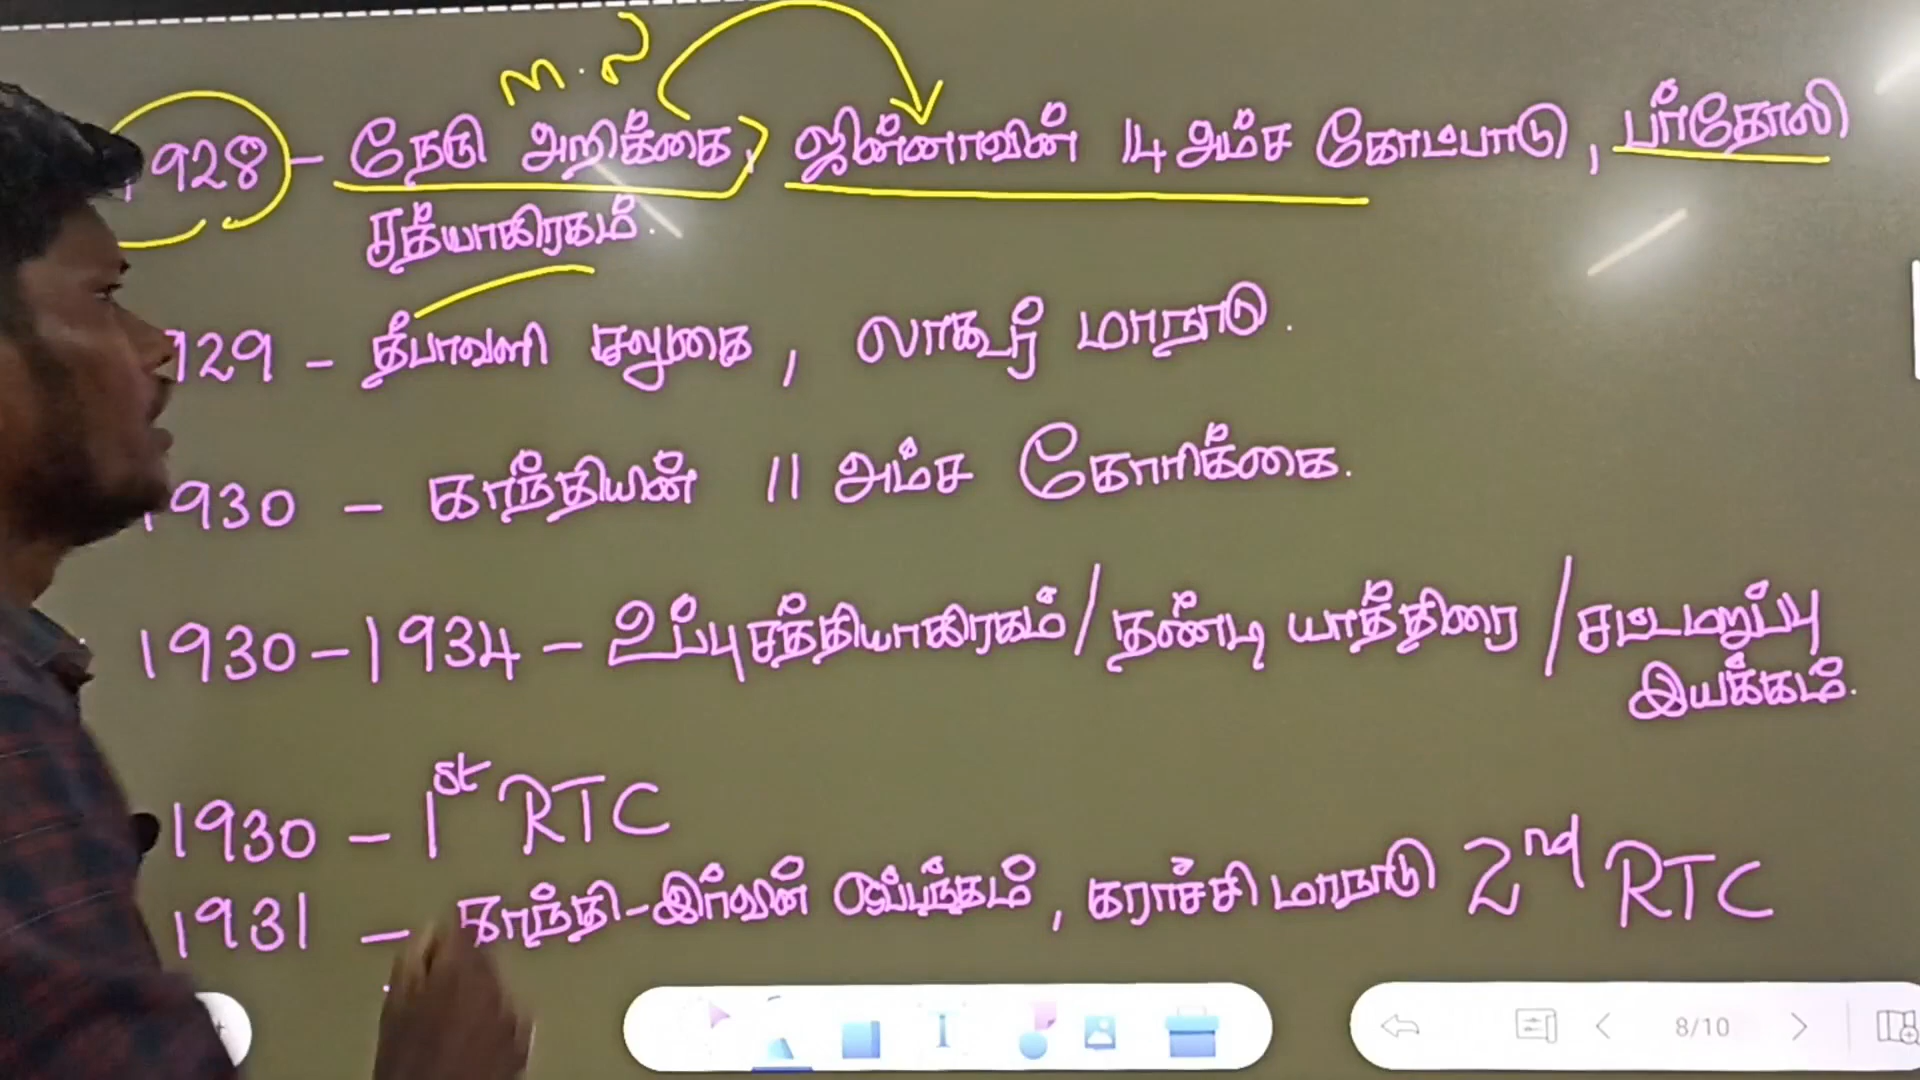 M.ல்
1928 - நேரு அறிக்கை, ஜின்னாவின் 14 அம்ச கோட்பாடு, பர்தோலி
சத்யாகிரகம்.
1929 - தீபாவளி சலுகை, லாகூர் மாநாடு.
1930 - காந்தியின் 11 அம்ச கோரிக்கை.
1930-1934 - உப்பு சத்தியாகிரகம்/தண்டி யாத்திரை/சட்டமறுப்பு
இயக்கம்.
1930 - 1st RTC
1931 - காந்தி-இர்வின் ஒப்பந்தம், கராச்சி மாநாடு 2nd RTC
8/10